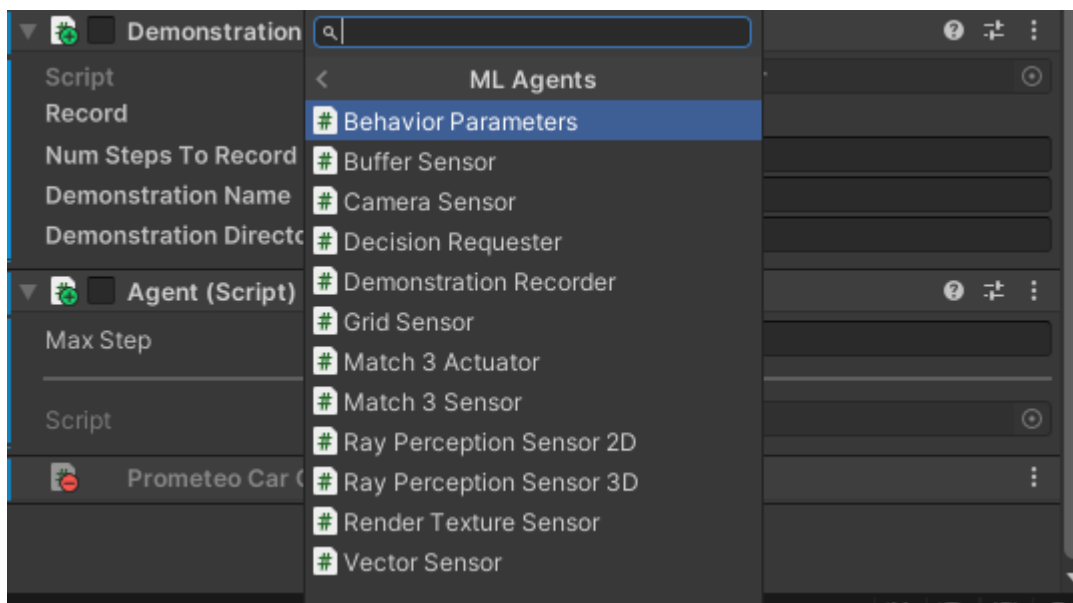 Demonstration
ML Agents
Script
Record
Behavior Parameters
Num Steps To Record
Buffer Sensor
Demonstration Name
Camera Sensor
Demonstration Directo
Decision Requester
Demonstration Recorder
Agent (Script)
Grid Sensor
Max Step
Match 3 Actuator
Match 3 Sensor
Script
Ray Perception Sensor 2D
Prometeo Car
Ray Perception Sensor 3D
Render Texture Sensor
Vector Sensor